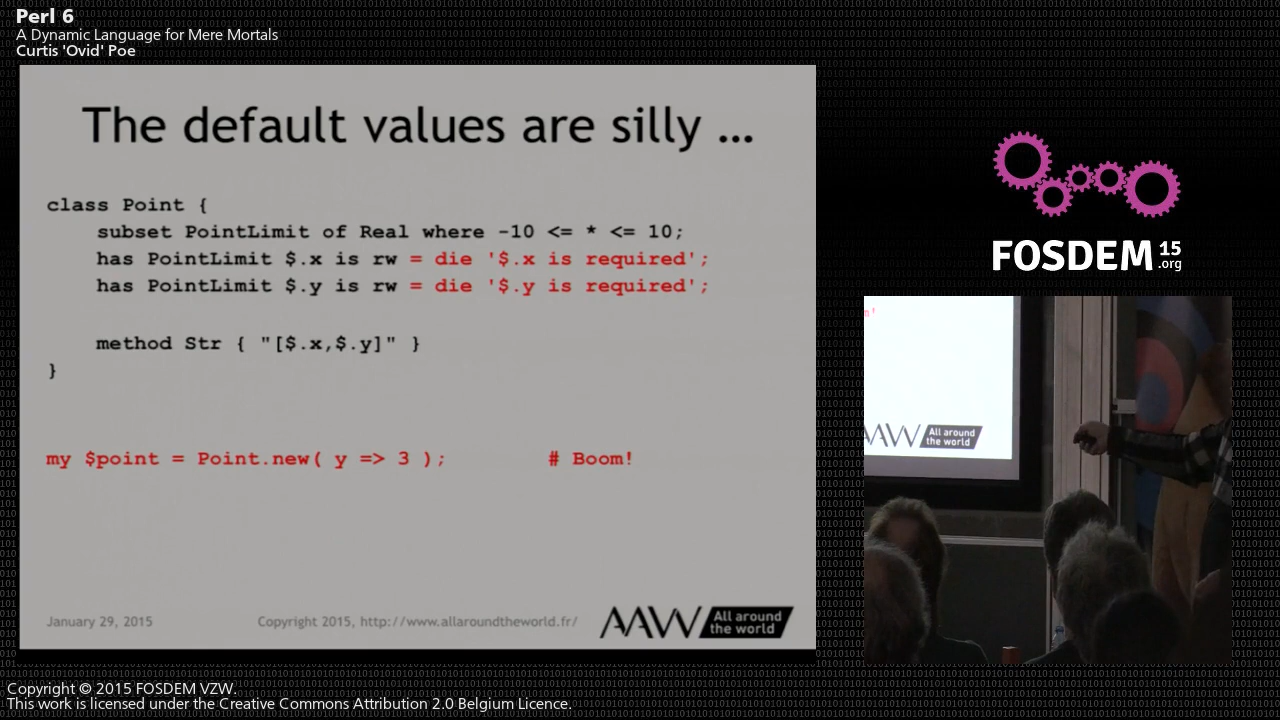 Perl 6
A Dynamic Language for Mere Mortals
Curtis 'Ovid' Poe
The default values are silly ...
class Point {
    subset PointLimit of Real where -10 <= * <= 10;
    has PointLimit $.x is rw = die '$.x is required';
    has PointLimit $.y is rw = die '$.y is required';
    method Str { "[$.x,$.y]" }
}
my $point = Point.new( y => 3 );        # Boom!
January 29, 2015
Copyright 2015, http://www.allaroundtheworld.fr/
AAW All around
the world
FOSDEM 15
.org
AAW All around
the world
Copyright © 2015 FOSDEM VZW.
This work is licensed under the Creative Commons Attribution 2.0 Belgium Licence.